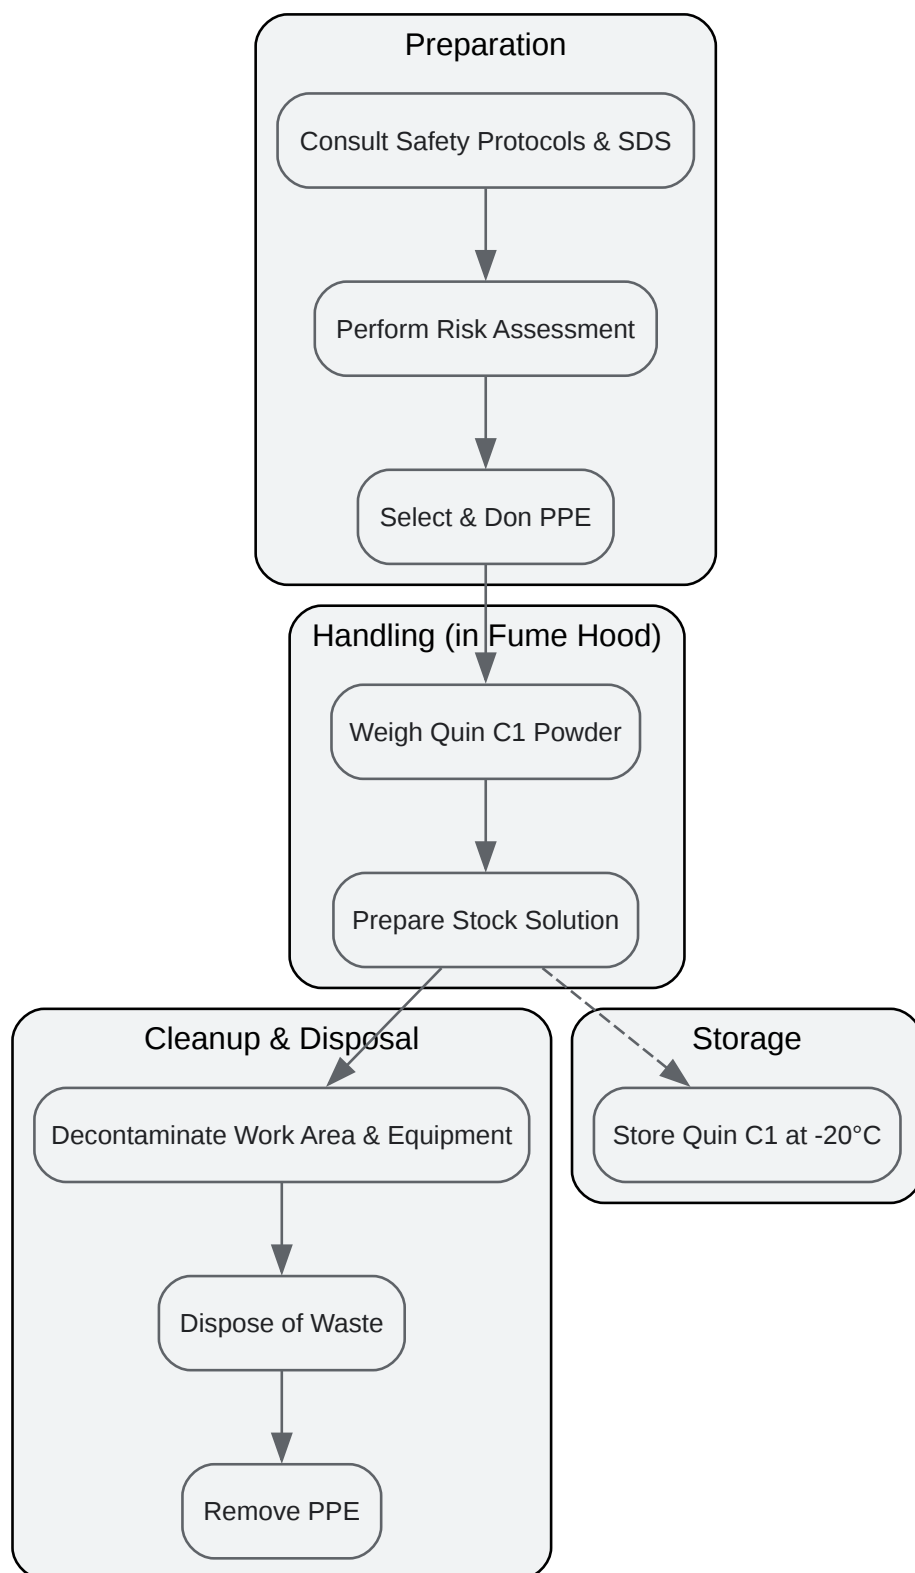 Preparation
Consult Safety Protocols & SDS
Perform Risk Assessment
Select & Don PPE
Handling (in Fume Hood)
Weigh Quin C1 Powder
Prepare Stock Solution
Cleanup & Disposal
Decontaminate Work Area & Equipment
Dispose of Waste
Remove PPE
Storage
Store Quin C1 at -20°C